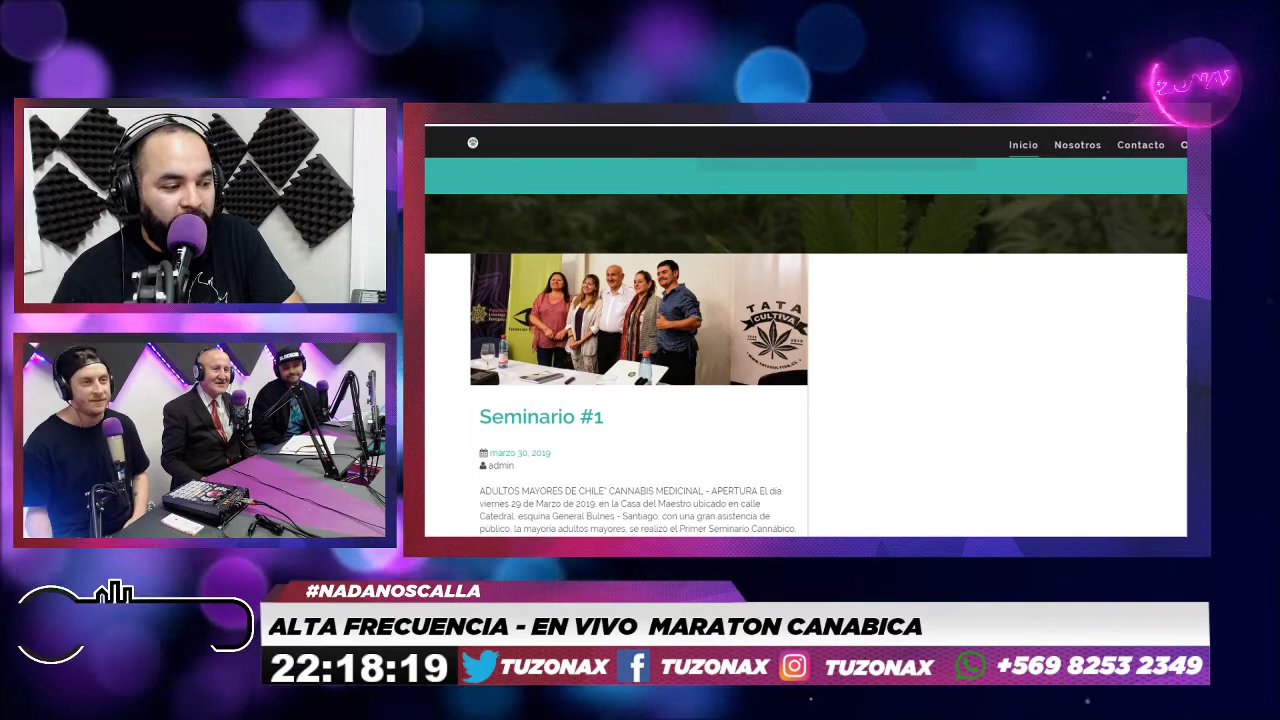 Inicio Nosotros Contacto
TATA
CULTIVA
Seminario #1
marzo 30, 2019
admin
ADULTOS MAYORES DE CHILE" CANNABIS MEDICINAL - APERTURA El día
viernes 29 de Marzo de 2019, en la Casa del Maestro ubicado en calle
Catedral, esquina General Bulnes - Santiago, con una gran asistencia de
público, la mayoría adultos mayores, se realizó el Primer Seminario Cannábico,
#NADANOSCALLA
ALTA FRECUENCIA - EN VIVO MARATON CANABICA
22:18:19 TUZONAX TUZONAX TUZONAX +569 8253 2349